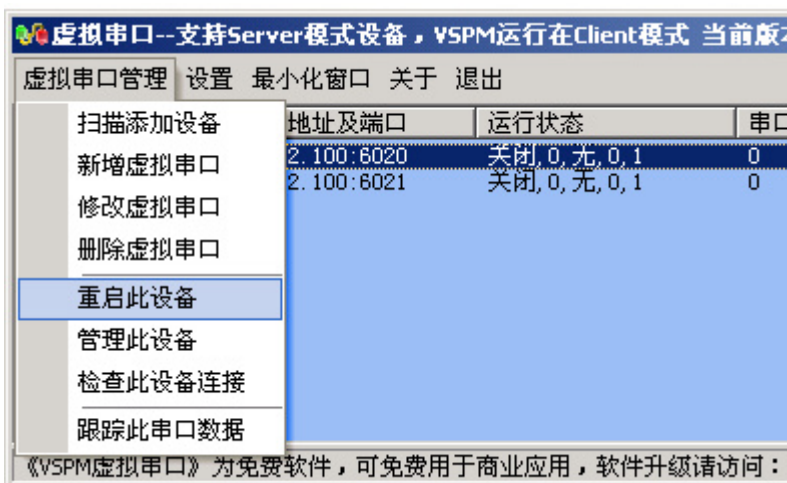 虚拟串口--支持Server模式设备，VSPM运行在Client模式 当前版
虚拟串口管理 设置 最小化窗口 关于 退出
地址及端口 运行状态 串口
扫描添加设备
2.100:6020 关闭,0,无,0,1 0
新增虚拟串口
2.100:6021 关闭,0,无,0,1 0
修改虚拟串口
删除虚拟串口
重启此设备
管理此设备
检查此设备连接
跟踪此串口数据
《VSPM虚拟串口》为免费软件，可免费用于商业应用，软件升级请访问：